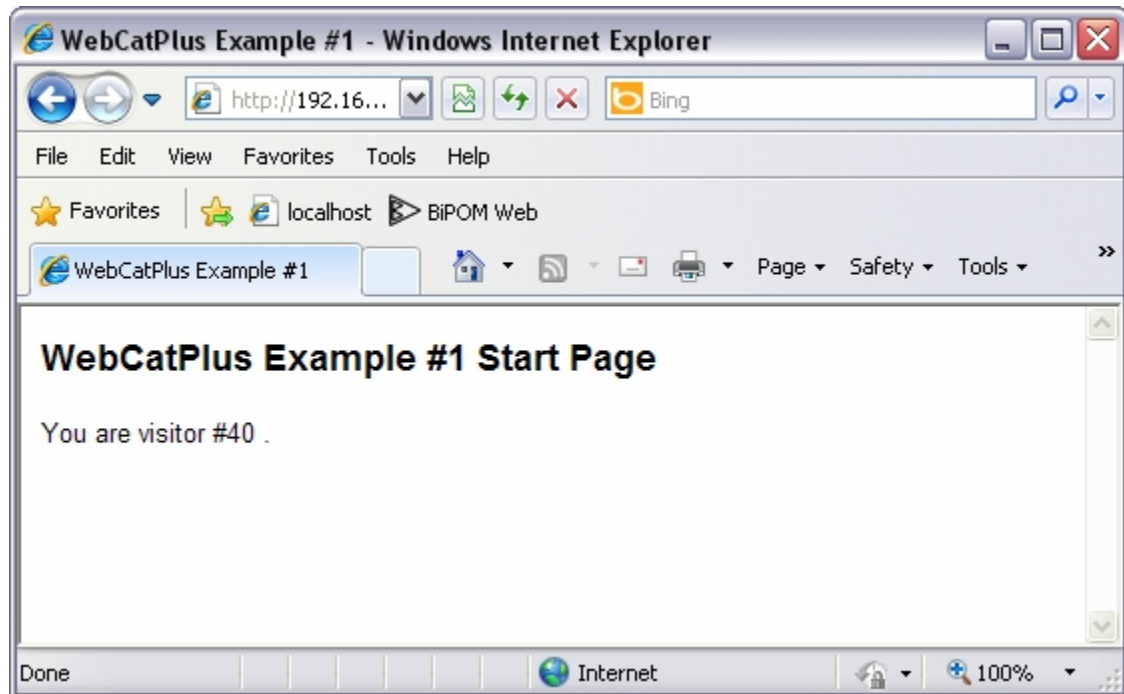 WebCatPlus Example #1 - Windows Internet Explorer
http://192.16... Bing
File Edit View Favorites Tools Help
Favorites localhost BiPOM Web
WebCatPlus Example #1 Page Safety Tools »
WebCatPlus Example #1 Start Page
You are visitor #40 .
Done Internet 100%